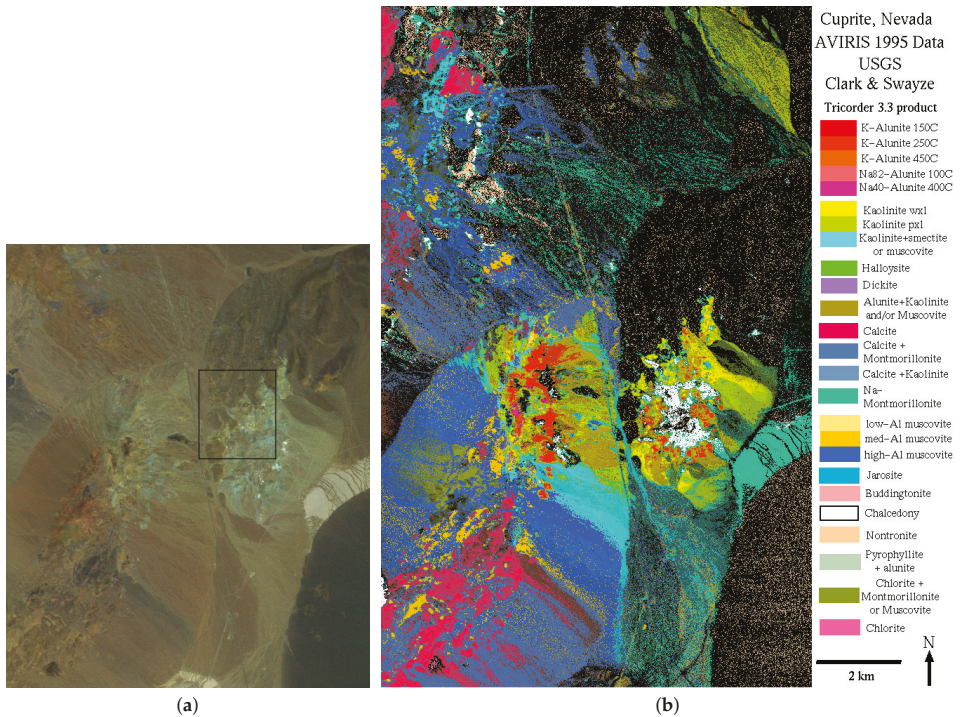 Cuprite, Nevada
AVIRIS 1995 Data
USGS
Clark & Swayze
Tricorder 3.3 product
K-Alunite 150C
K-Alunite 250C
K-Alunite 450C
Na82-Alunite 100C
Na40-Alunite 400C
Kaolinite wxl
Kaolinite pxl
Kaolinite+smectite
or muscovite
Halloysite
Dickite
Alunite+Kaolinite
and/or Muscovite
Calcite
Calcite +
Montmorillonite
Calcite +Kaolinite
Na-
Montmorillonite
low-Al muscovite
med-Al muscovite
high-Al muscovite
Jarosite
Buddingtonite
Chalcedony
Nontronite
Pyrophyllite
+ alunite
Chlorite +
Montmorillonite
or Muscovite
Chlorite
N
2 km
(a)
(b)